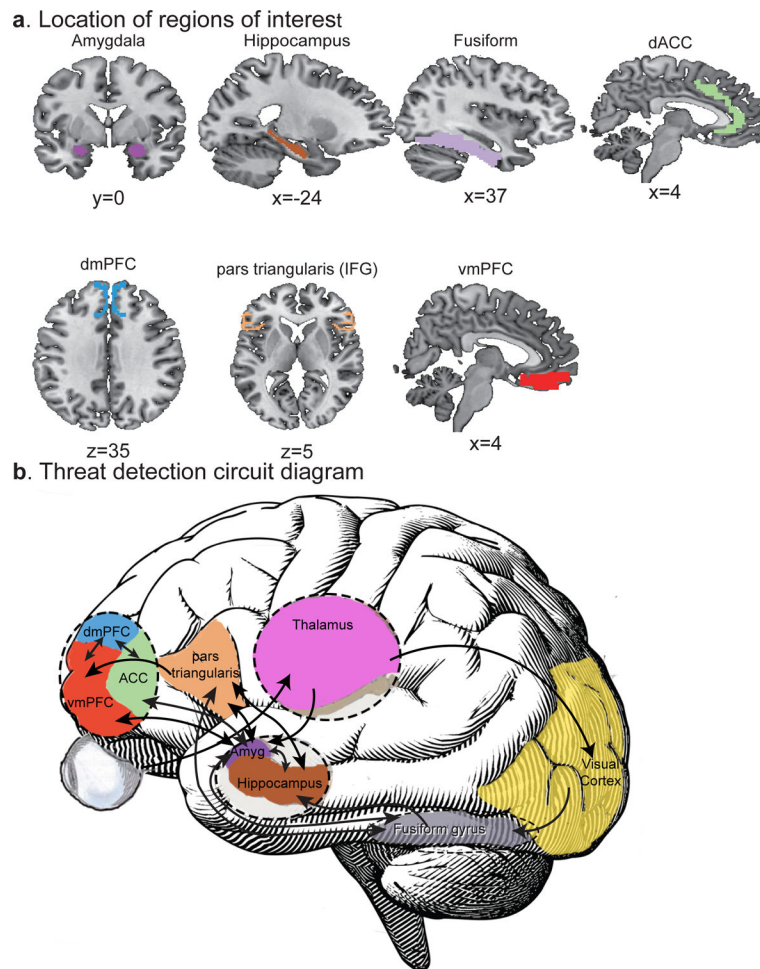 a. Location of regions of interest
Amygdala
Hippocampus
Fusiform
dACC
y=0
x=-24
x=37
x=4
dmPFC
pars triangularis (IFG)
vmPFC
z=35
z=5
x=4
b. Threat detection circuit diagram
dmPFC
ACC
vmPFC
pars
triangularis
Thalamus
Amyg
Hippocampus
Visual
Cortex
Fusiform gyrus